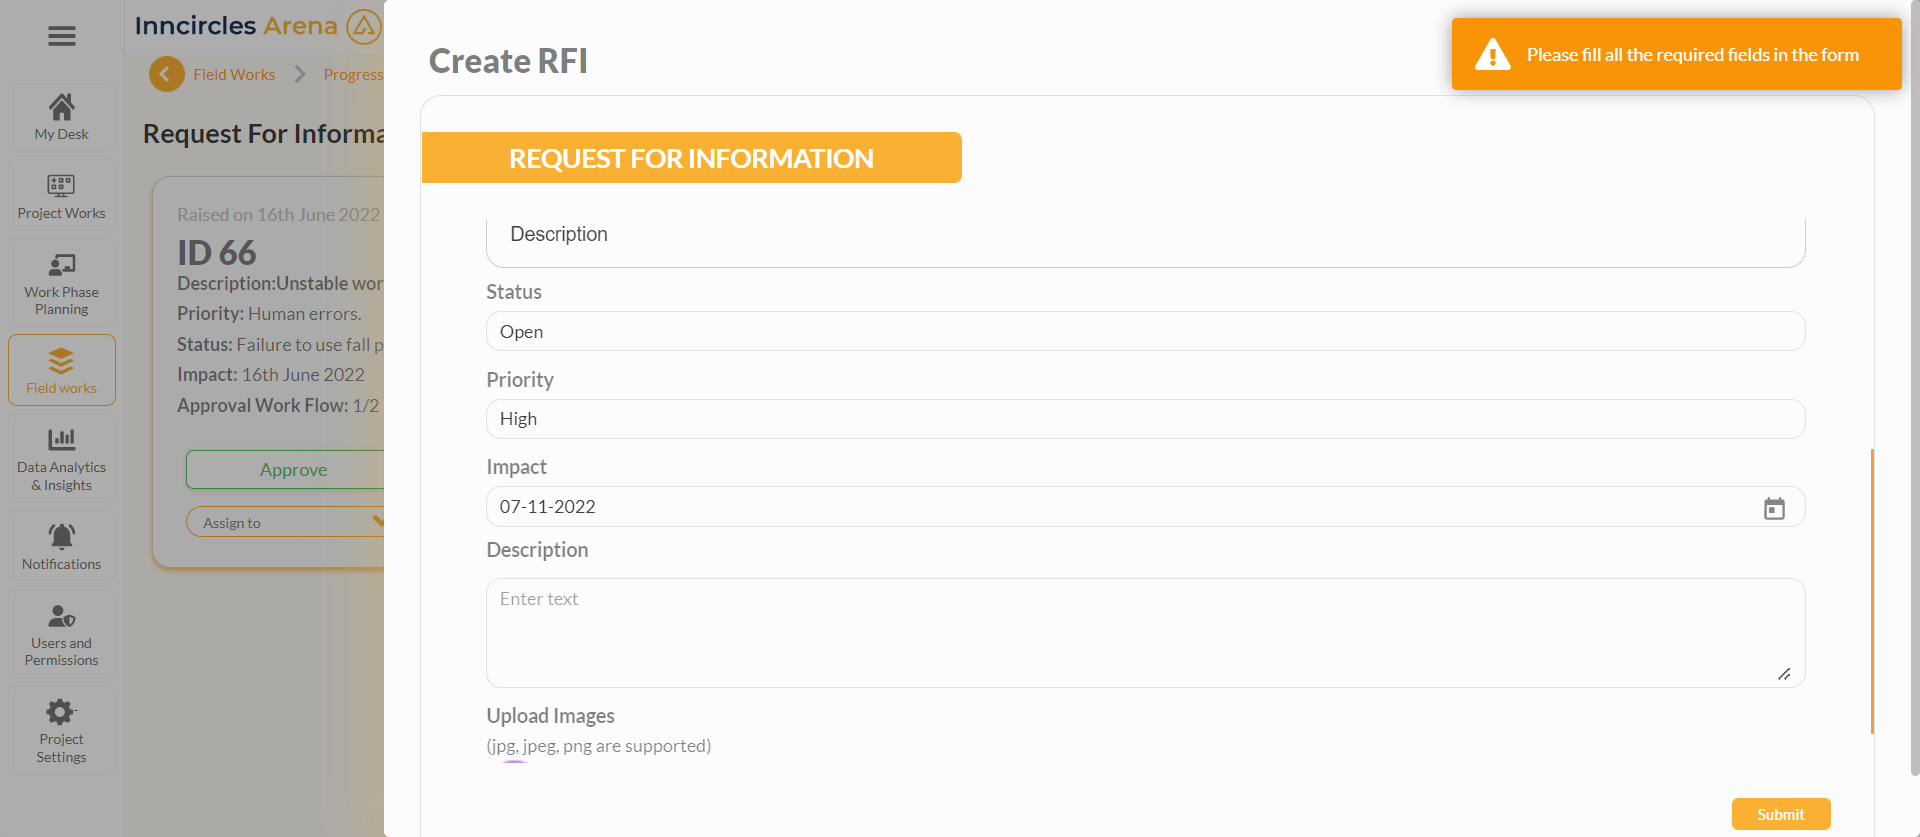 Inncircles Arena
Field Works
Progress
My Desk
Project Works
Work Phase
Planning
Field works
Data Analytics
& Insights
Notifications
Users and
Permissions
Project
Settings
Request For Informa
Raised on 16th June 2022
ID 66
Description:Unstable wor
Priority: Human errors.
Status: Failure to use fall p
Impact: 16th June 2022
Approval Work Flow: 1/2
Approve
Assign to
Create RFI
Please fill all the required fields in the form
REQUEST FOR INFORMATION
Description
Status
Open
Priority
High
Impact
07-11-2022
Description
Enter text
Upload Images
(jpg, jpeg, png are supported)
Submit